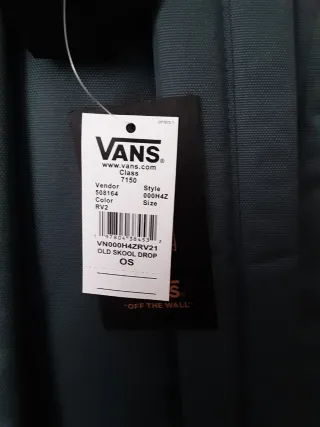 VANS
www.vans.com
Class
7150
Vendor Style
508164 000H4Z
Color Size
RV2
VN000H4ZRV21
OLD SKOOL DROP
OS
VANS
"OFF THE WALL"